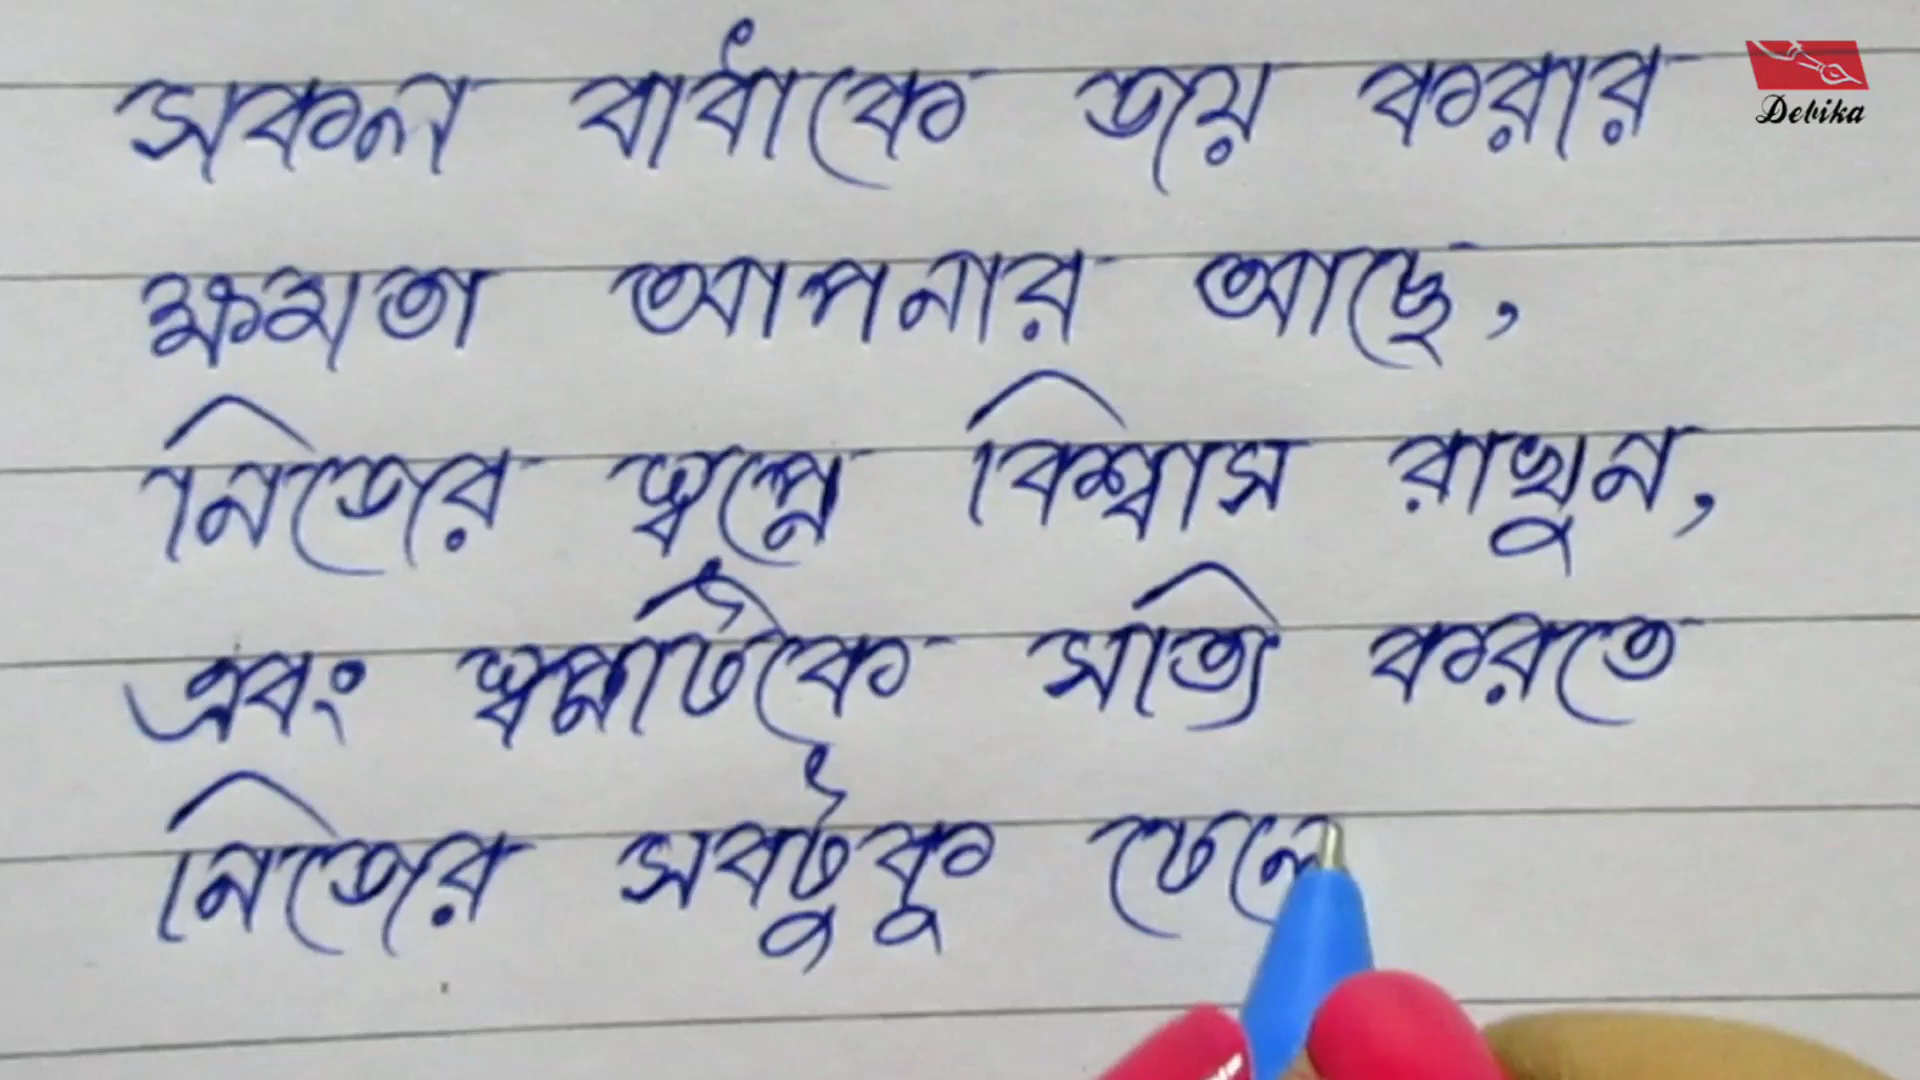 Debika
সকল বাধাকে জয় করার
ক্ষমতা আপনার আছে,
নিজের স্বপ্নে বিশ্বাস রাখুন,
এবং স্বপ্নটিকে সত্যি করতে
নিজের সবটুকু ঢেলে